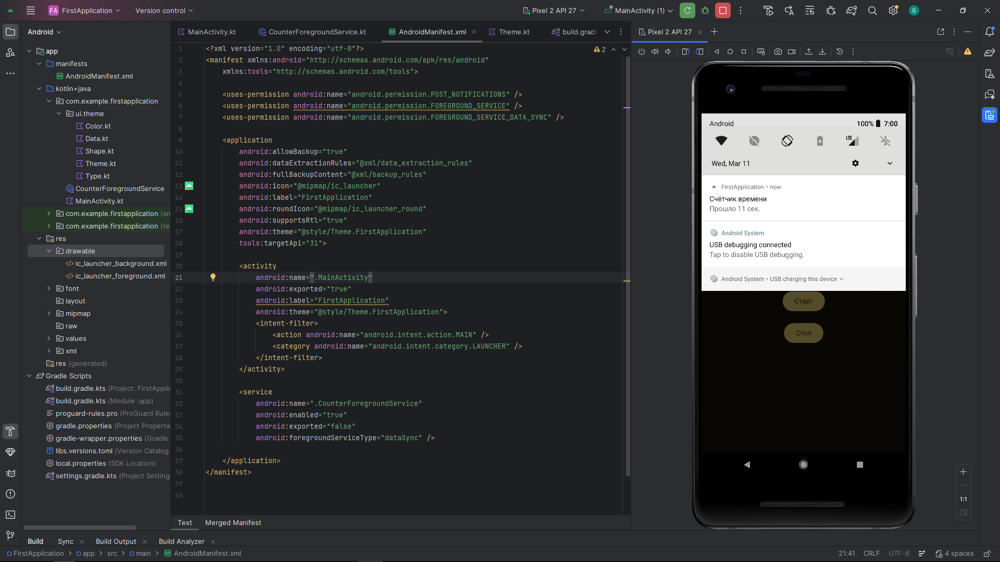 FA FirstApplication
Version control
Pixel 2 API 27
MainActivity (1)
G
Android
app
manifests
AndroidManifest.xml
kotlin+java
com.example.firstapplication
ui.theme
Color.kt
Data.kt
Shape.kt
Theme.kt
Type.kt
CounterForegroundService
MainActivity.kt
com.example.firstapplication (an
com.example.firstapplication (te
res
drawable
ic_launcher_background.xml
ic_launcher_foreground.xml
font
layout
mipmap
raw
values
xml
res (generated)
Gradle Scripts
build.gradle.kts (Project: FirstApplic
build.gradle.kts (Module :app)
proguard-rules.pro (ProGuard Rules
gradle.properties (Project Propertie
gradle-wrapper.properties (Gradle
libs.versions.toml (Version Catalog
local.properties (SDK Location)
settings.gradle.kts (Project Setting
MainActivity.kt
CounterForegroundService.kt
AndroidManifest.xml
Theme.kt
build.gradl
2
1 <?xml version="1.0" encoding="utf-8"?>
2 <manifest xmlns:android="http://schemas.android.com/apk/res/android"
3 xmlns:tools="http://schemas.android.com/tools">
4
5 <uses-permission android:name="android.permission.POST_NOTIFICATIONS" />
6 <uses-permission android:name="android.permission.FOREGROUND_SERVICE" />
7 <uses-permission android:name="android.permission.FOREGROUND_SERVICE_DATA_SYNC" />
8
9 <application
10 android:allowBackup="true"
11 android:dataExtractionRules="@xml/data_extraction_rules"
12 android:fullBackupContent="@xml/backup_rules"
13 android:icon="@mipmap/ic_launcher"
14 android:label="FirstApplication"
15 android:roundIcon="@mipmap/ic_launcher_round"
16 android:supportsRtl="true"
17 android:theme="@style/Theme.FirstApplication"
18 tools:targetApi="31">
19
20 <activity
21 android:name=".MainActivity"
22 android:exported="true"
23 android:label="FirstApplication"
24 android:theme="@style/Theme.FirstApplication">
25 <intent-filter>
26 <action android:name="android.intent.action.MAIN" />
27 <category android:name="android.intent.category.LAUNCHER" />
28 </intent-filter>
29 </activity>
30
31 <service
32 android:name=".CounterForegroundService"
33 android:enabled="true"
34 android:exported="false"
35 android:foregroundServiceType="dataSync" />
36
37 </application>
38 </manifest>
39
40
Text
Merged Manifest
Pixel 2 API 27
Android 100% 7:00
LTE
Wed, Mar 11
FirstApplication • now
Счётчик времени
Прошло 11 сек.
Android System
USB debugging connected
Tap to disable USB debugging.
Android System • USB charging this device
Старт
Стоп
1:1
Build
Sync
Build Output
Build Analyzer
FirstApplication > app > src > main > AndroidManifest.xml
21:41 CRLF UTF-8 4 spaces